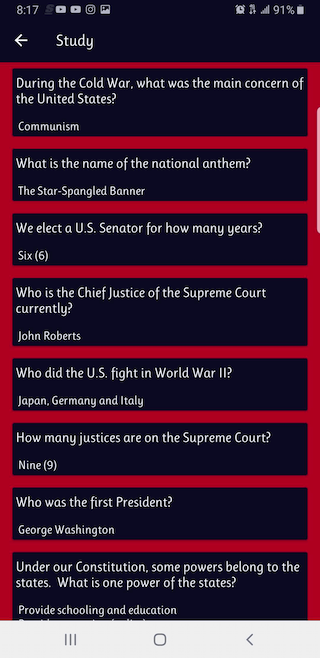 8:17
91%
Study
During the Cold War, what was the main concern of
the United States?
Communism
What is the name of the national anthem?
The Star-Spangled Banner
We elect a U.S. Senator for how many years?
Six (6)
Who is the Chief Justice of the Supreme Court
currently?
John Roberts
Who did the U.S. fight in World War II?
Japan, Germany and Italy
How many justices are on the Supreme Court?
Nine (9)
Who was the first President?
George Washington
Under our Constitution, some powers belong to the
states.  What is one power of the states?
Provide schooling and education